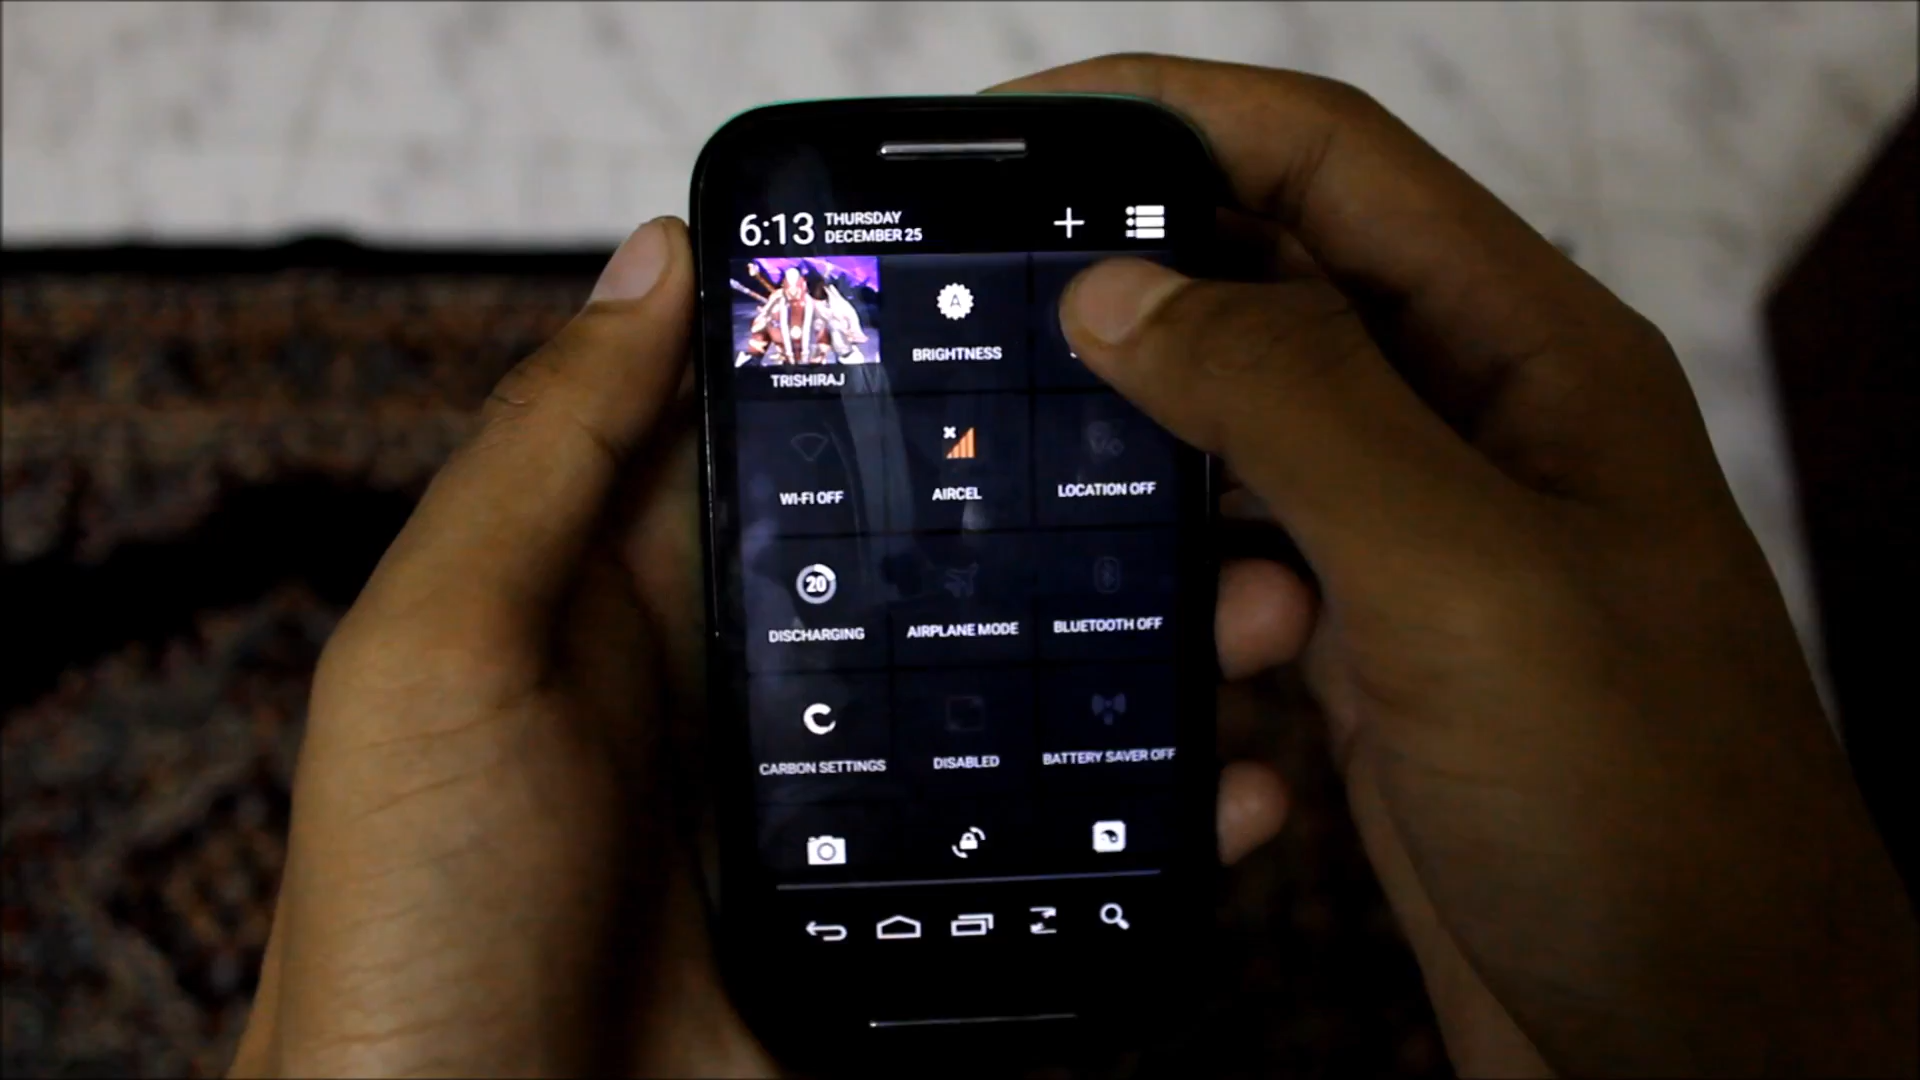 6:13
THURSDAY
DECEMBER 25
A
BRIGHTNESS
TRISHIRAJ
WI-FI OFF
AIRCEL
LOCATION OFF
20
DISCHARGING
AIRPLANE MODE
BLUETOOTH OFF
CARBON SETTINGS
DISABLED
BATTERY SAVER OFF